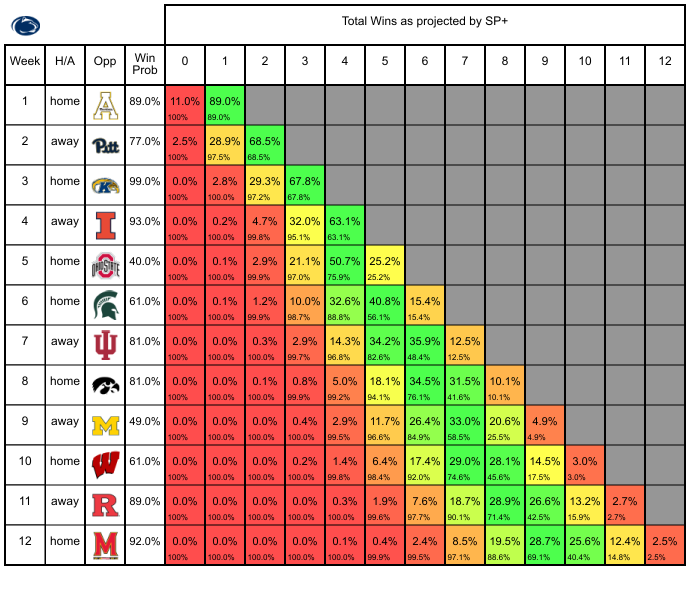 Total Wins as projected by SP+
Week H/A Opp Win Prob 0 1 2 3 4 5 6 7 8 9 10 11 12
1 home A 89.0% 11.0% 89.0%
100% 89.0%
2 away Pitt 77.0% 2.5% 28.9% 68.5%
100% 97.5% 68.5%
3 home K 99.0% 0.0% 2.8% 29.3% 67.8%
100% 100.0% 97.2% 67.8%
4 away I 93.0% 0.0% 0.2% 4.7% 32.0% 63.1%
100% 100.0% 99.8% 95.1% 63.1%
5 home OHIO STATE 40.0% 0.0% 0.1% 2.9% 21.1% 50.7% 25.2%
100% 100.0% 99.9% 97.0% 75.9% 25.2%
6 home 61.0% 0.0% 0.1% 1.2% 10.0% 32.6% 40.8% 15.4%
100% 100.0% 99.9% 98.7% 88.8% 56.1% 15.4%
7 away IU 81.0% 0.0% 0.0% 0.3% 2.9% 14.3% 34.2% 35.9% 12.5%
100% 100.0% 100.0% 99.7% 96.8% 82.6% 48.4% 12.5%
8 home 81.0% 0.0% 0.0% 0.1% 0.8% 5.0% 18.1% 34.5% 31.5% 10.1%
100% 100.0% 100.0% 99.9% 99.2% 94.1% 76.1% 41.6% 10.1%
9 away M 49.0% 0.0% 0.0% 0.0% 0.4% 2.9% 11.7% 26.4% 33.0% 20.6% 4.9%
100% 100.0% 100.0% 100.0% 99.5% 96.6% 84.9% 58.5% 25.5% 4.9%
10 home W 61.0% 0.0% 0.0% 0.0% 0.2% 1.4% 6.4% 17.4% 29.0% 28.1% 14.5% 3.0%
100% 100.0% 100.0% 100.0% 99.8% 98.4% 92.0% 74.6% 45.6% 17.5% 3.0%
11 away R 89.0% 0.0% 0.0% 0.0% 0.0% 0.3% 1.9% 7.6% 18.7% 28.9% 26.6% 13.2% 2.7%
100% 100.0% 100.0% 100.0% 100.0% 99.6% 97.7% 90.1% 71.4% 42.5% 15.9% 2.7%
12 home M 92.0% 0.0% 0.0% 0.0% 0.0% 0.1% 0.4% 2.4% 8.5% 19.5% 28.7% 25.6% 12.4% 2.5%
100% 100.0% 100.0% 100.0% 100.0% 99.9% 99.5% 97.1% 88.6% 69.1% 40.4% 14.8% 2.5%